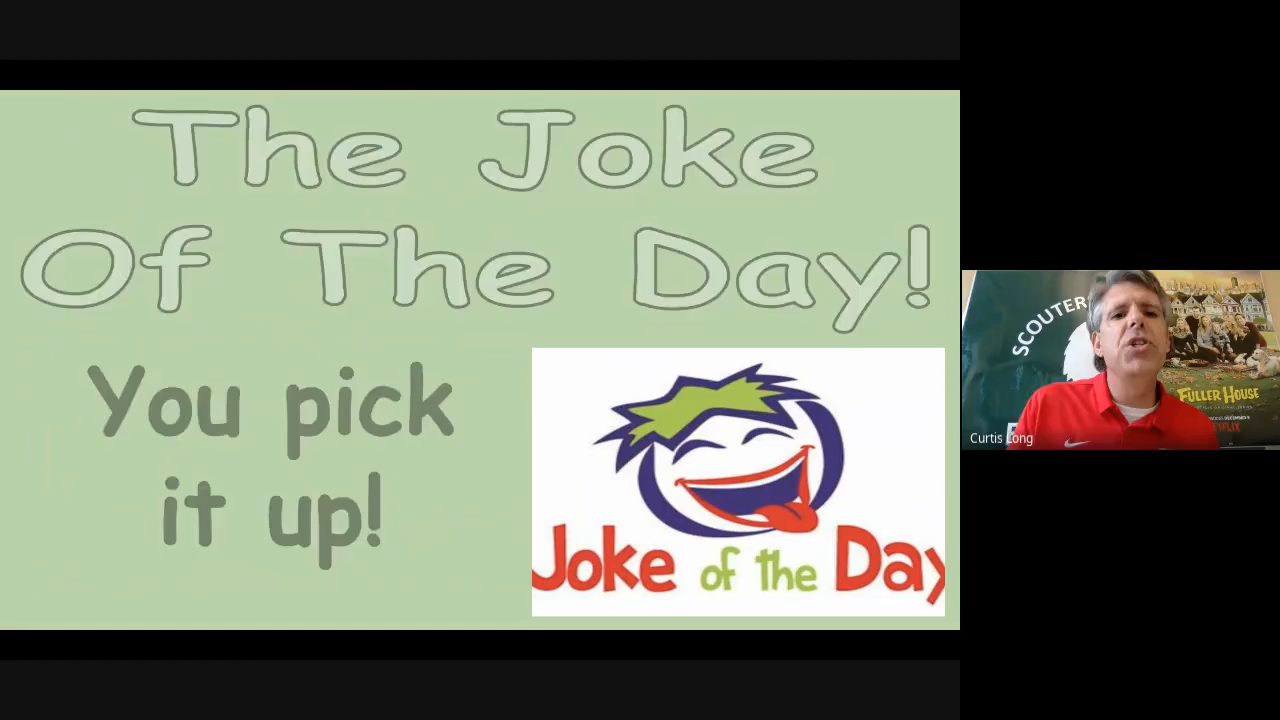 The Joke
Of The Day!
You pick
it up!
Joke of the Day
SCOUTER
FULLER HOUSE
Curtis Long